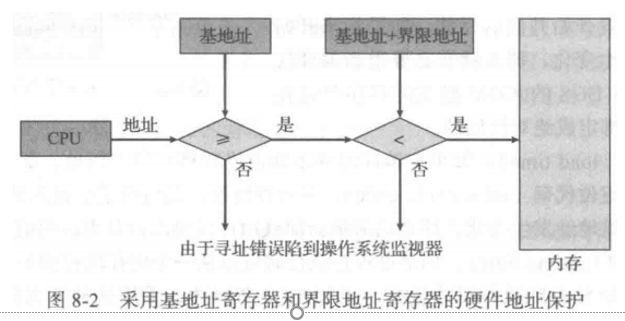 基地址
基地址+界限地址
CPU
地址
≥
是
<
是
否
否
由于寻址错误陷到操作系统监视器
内存
图 8-2 采用基地址寄存器和界限地址寄存器的硬件地址保护